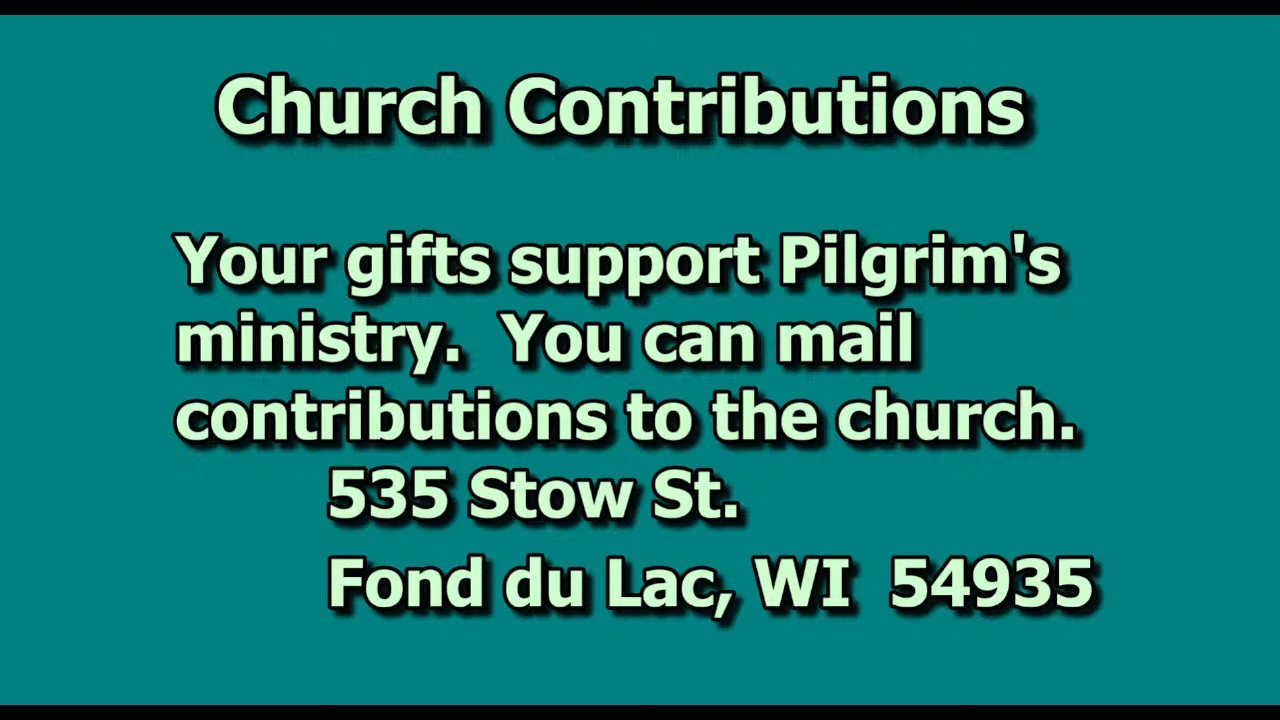 Church Contributions
Your gifts support Pilgrim's
ministry.  You can mail
contributions to the church.
535 Stow St.
Fond du Lac, WI  54935